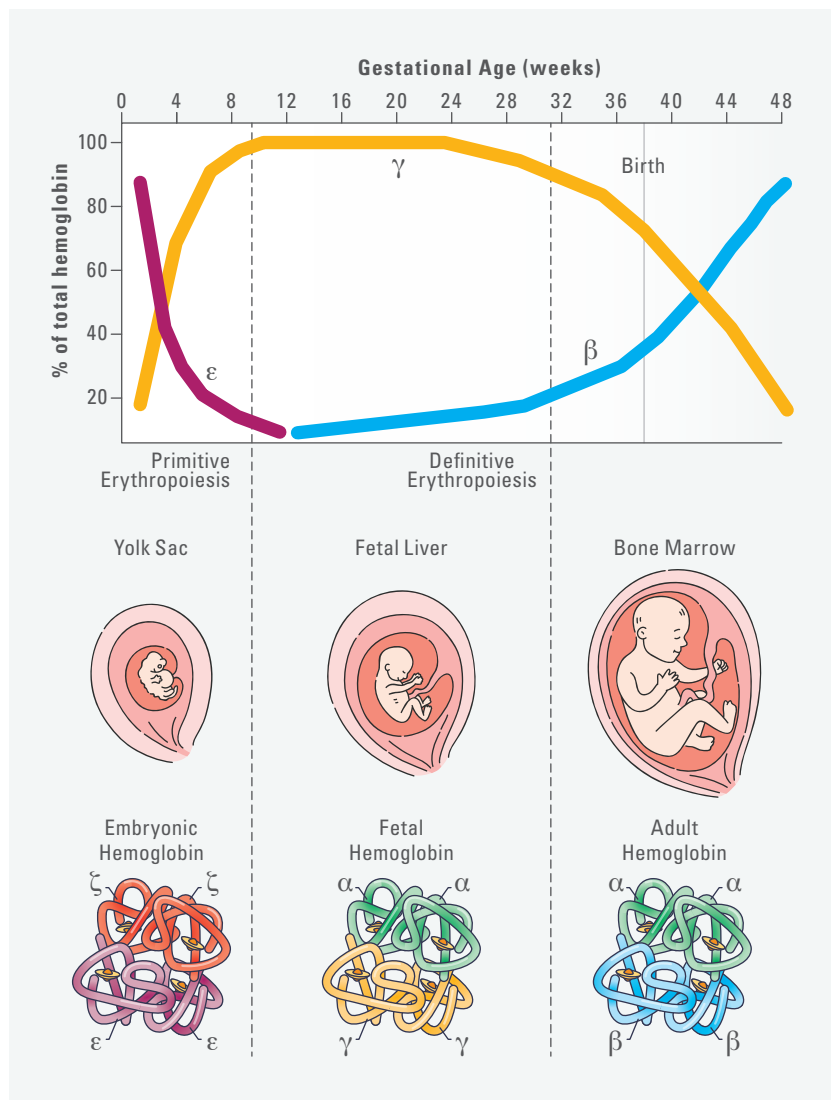 Gestational Age (weeks)
0 4 8 12 16 20 24 28 32 36 40 44 48
% of total hemoglobin
100
80
60
40
20
γ
Birth
ε
β
Primitive
Erythropoiesis
Definitive
Erythropoiesis
Yolk Sac
Fetal Liver
Bone Marrow
Embryonic
Hemoglobin
Fetal
Hemoglobin
Adult
Hemoglobin
ζ ζ
α α
α α
ε ε
γ γ
β β